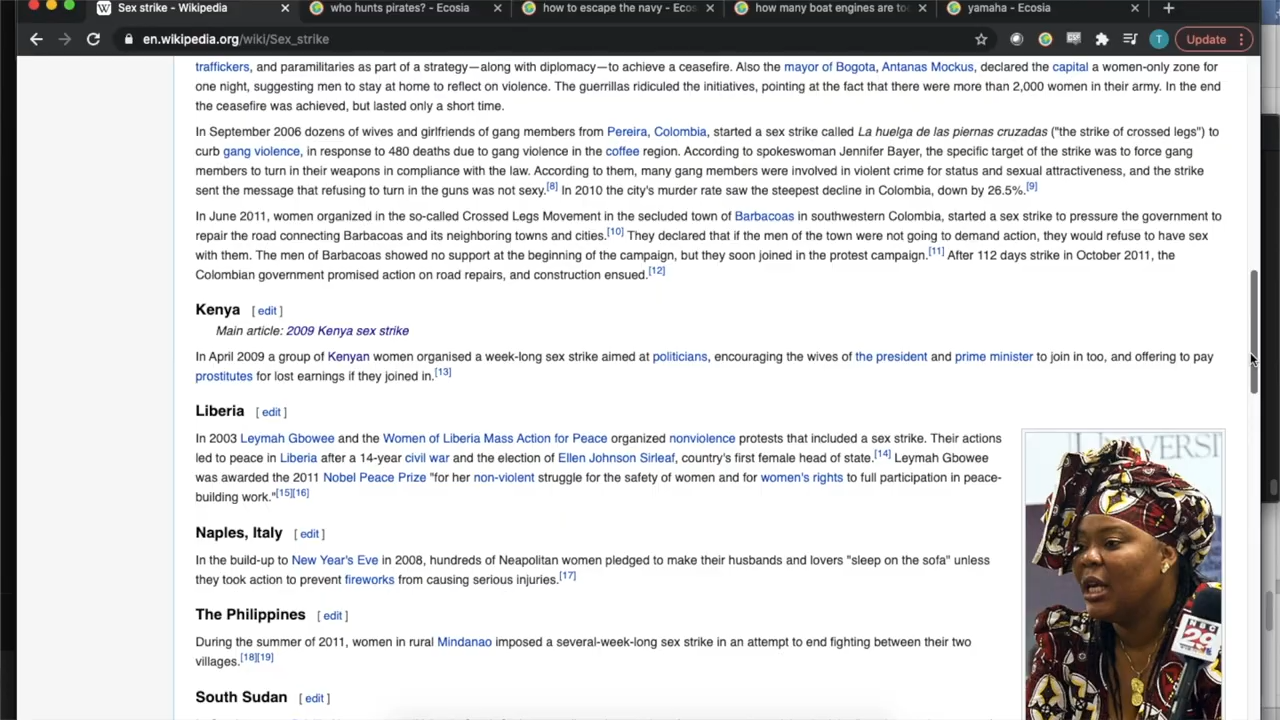 Sex strike - Wikipedia
who hunts pirates? - Ecosia
how to escape the navy - Ecos
how many boat engines are too
yamaha - Ecosia
en.wikipedia.org/wiki/Sex_strike
T
Update
traffickers, and paramilitaries as part of a strategy—along with diplomacy—to achieve a ceasefire. Also the mayor of Bogota, Antanas Mockus, declared the capital a women-only zone for
one night, suggesting men to stay at home to reflect on violence. The guerrillas ridiculed the initiatives, pointing at the fact that there were more than 2,000 women in their army. In the end
the ceasefire was achieved, but lasted only a short time.
In September 2006 dozens of wives and girlfriends of gang members from Pereira, Colombia, started a sex strike called La huelga de las piernas cruzadas ("the strike of crossed legs") to
curb gang violence, in response to 480 deaths due to gang violence in the coffee region. According to spokeswoman Jennifer Bayer, the specific target of the strike was to force gang
members to turn in their weapons in compliance with the law. According to them, many gang members were involved in violent crime for status and sexual attractiveness, and the strike
sent the message that refusing to turn in the guns was not sexy.[8] In 2010 the city's murder rate saw the steepest decline in Colombia, down by 26.5%.[9]
In June 2011, women organized in the so-called Crossed Legs Movement in the secluded town of Barbacoas in southwestern Colombia, started a sex strike to pressure the government to
repair the road connecting Barbacoas and its neighboring towns and cities.[10] They declared that if the men of the town were not going to demand action, they would refuse to have sex
with them. The men of Barbacoas showed no support at the beginning of the campaign, but they soon joined in the protest campaign.[11] After 112 days strike in October 2011, the
Colombian government promised action on road repairs, and construction ensued.[12]
Kenya [ edit ]
Main article: 2009 Kenya sex strike
In April 2009 a group of Kenyan women organised a week-long sex strike aimed at politicians, encouraging the wives of the president and prime minister to join in too, and offering to pay
prostitutes for lost earnings if they joined in.[13]
Liberia [ edit ]
In 2003 Leymah Gbowee and the Women of Liberia Mass Action for Peace organized nonviolence protests that included a sex strike. Their actions
led to peace in Liberia after a 14-year civil war and the election of Ellen Johnson Sirleaf, country's first female head of state.[14] Leymah Gbowee
was awarded the 2011 Nobel Peace Prize "for her non-violent struggle for the safety of women and for women's rights to full participation in peace-
building work."[15][16]
UNIVERSI
NBC
29
Naples, Italy [ edit ]
In the build-up to New Year's Eve in 2008, hundreds of Neapolitan women pledged to make their husbands and lovers "sleep on the sofa" unless
they took action to prevent fireworks from causing serious injuries.[17]
The Philippines [ edit ]
During the summer of 2011, women in rural Mindanao imposed a several-week-long sex strike in an attempt to end fighting between their two
villages.[18][19]
South Sudan [ edit ]